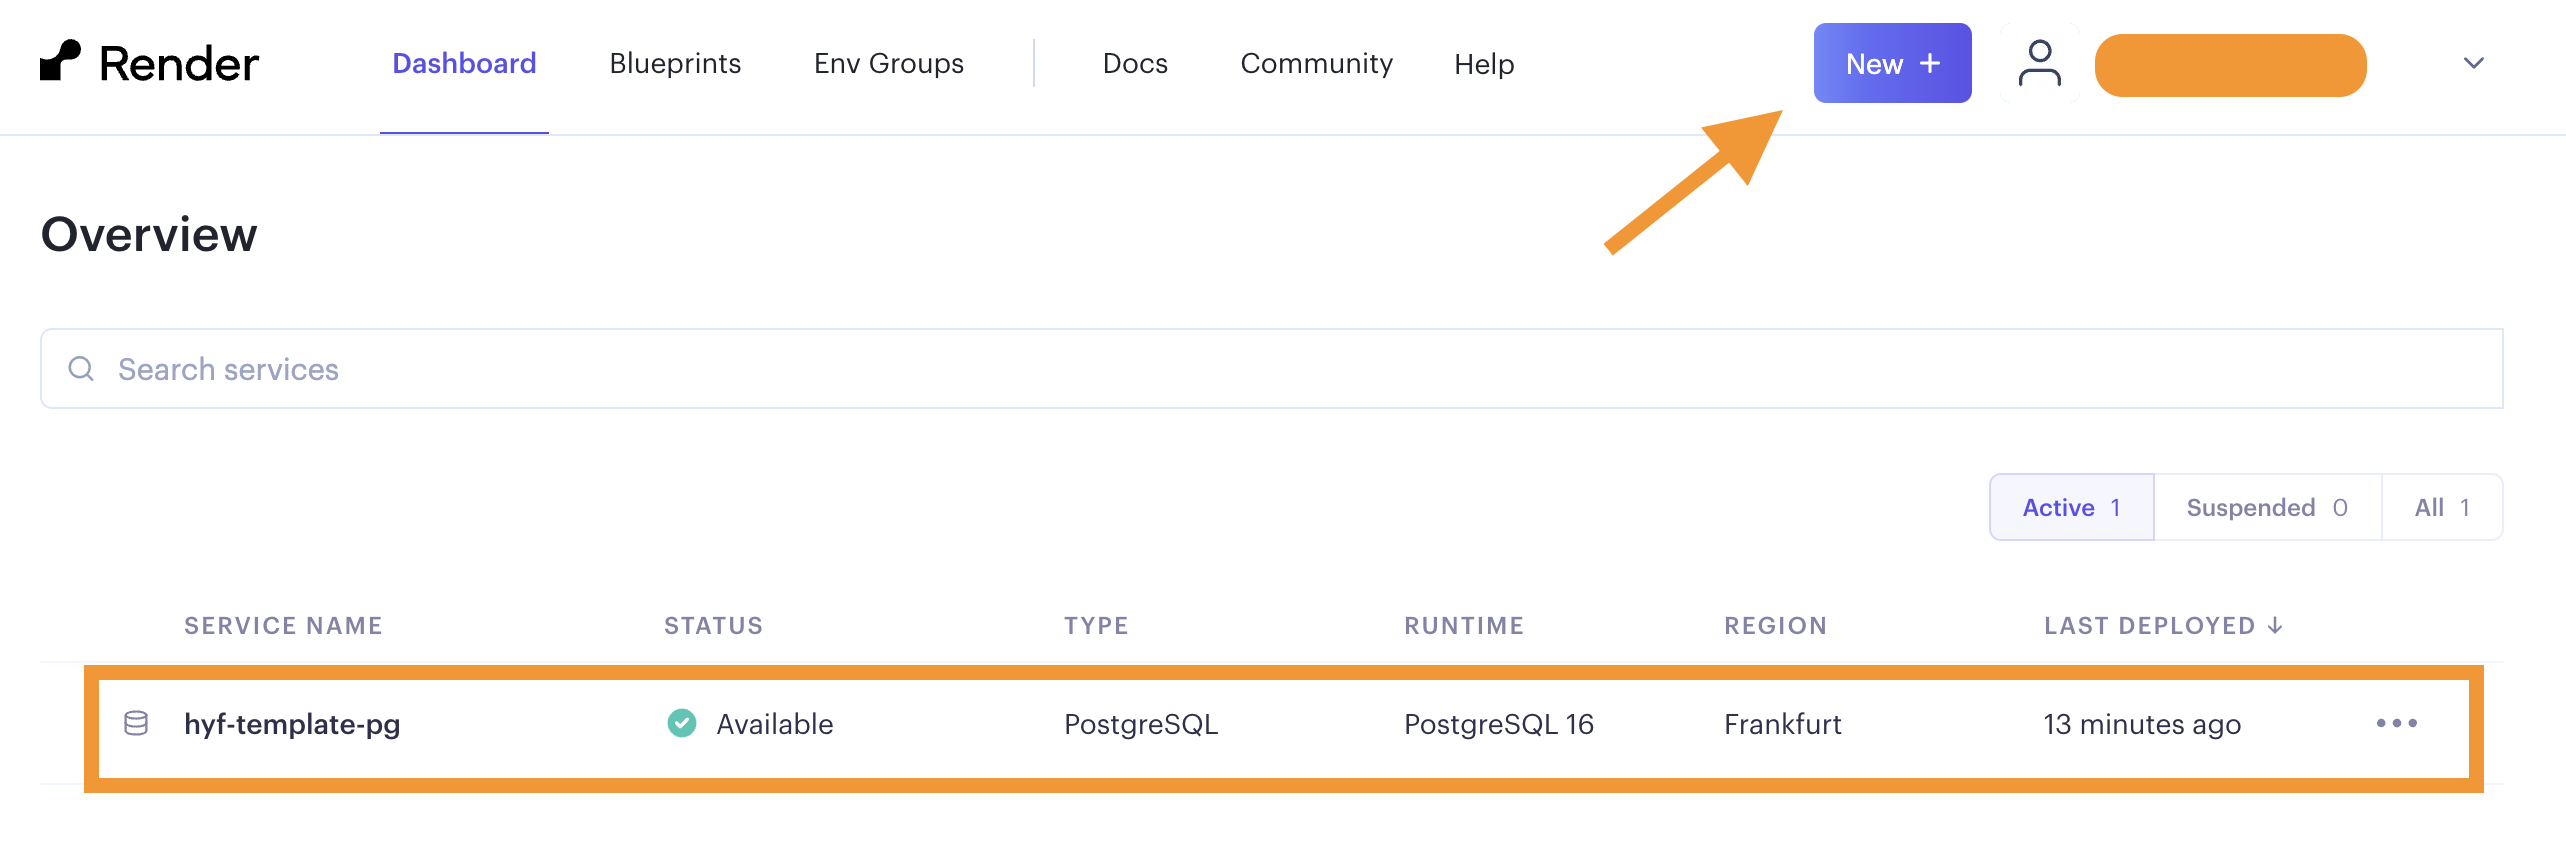 Render Dashboard Blueprints Env Groups Docs Community Help New +
Overview
Search services
Active 1 Suspended 0 All 1
SERVICE NAME STATUS TYPE RUNTIME REGION LAST DEPLOYED ↓
hyf-template-pg Available PostgreSQL PostgreSQL 16 Frankfurt 13 minutes ago •••